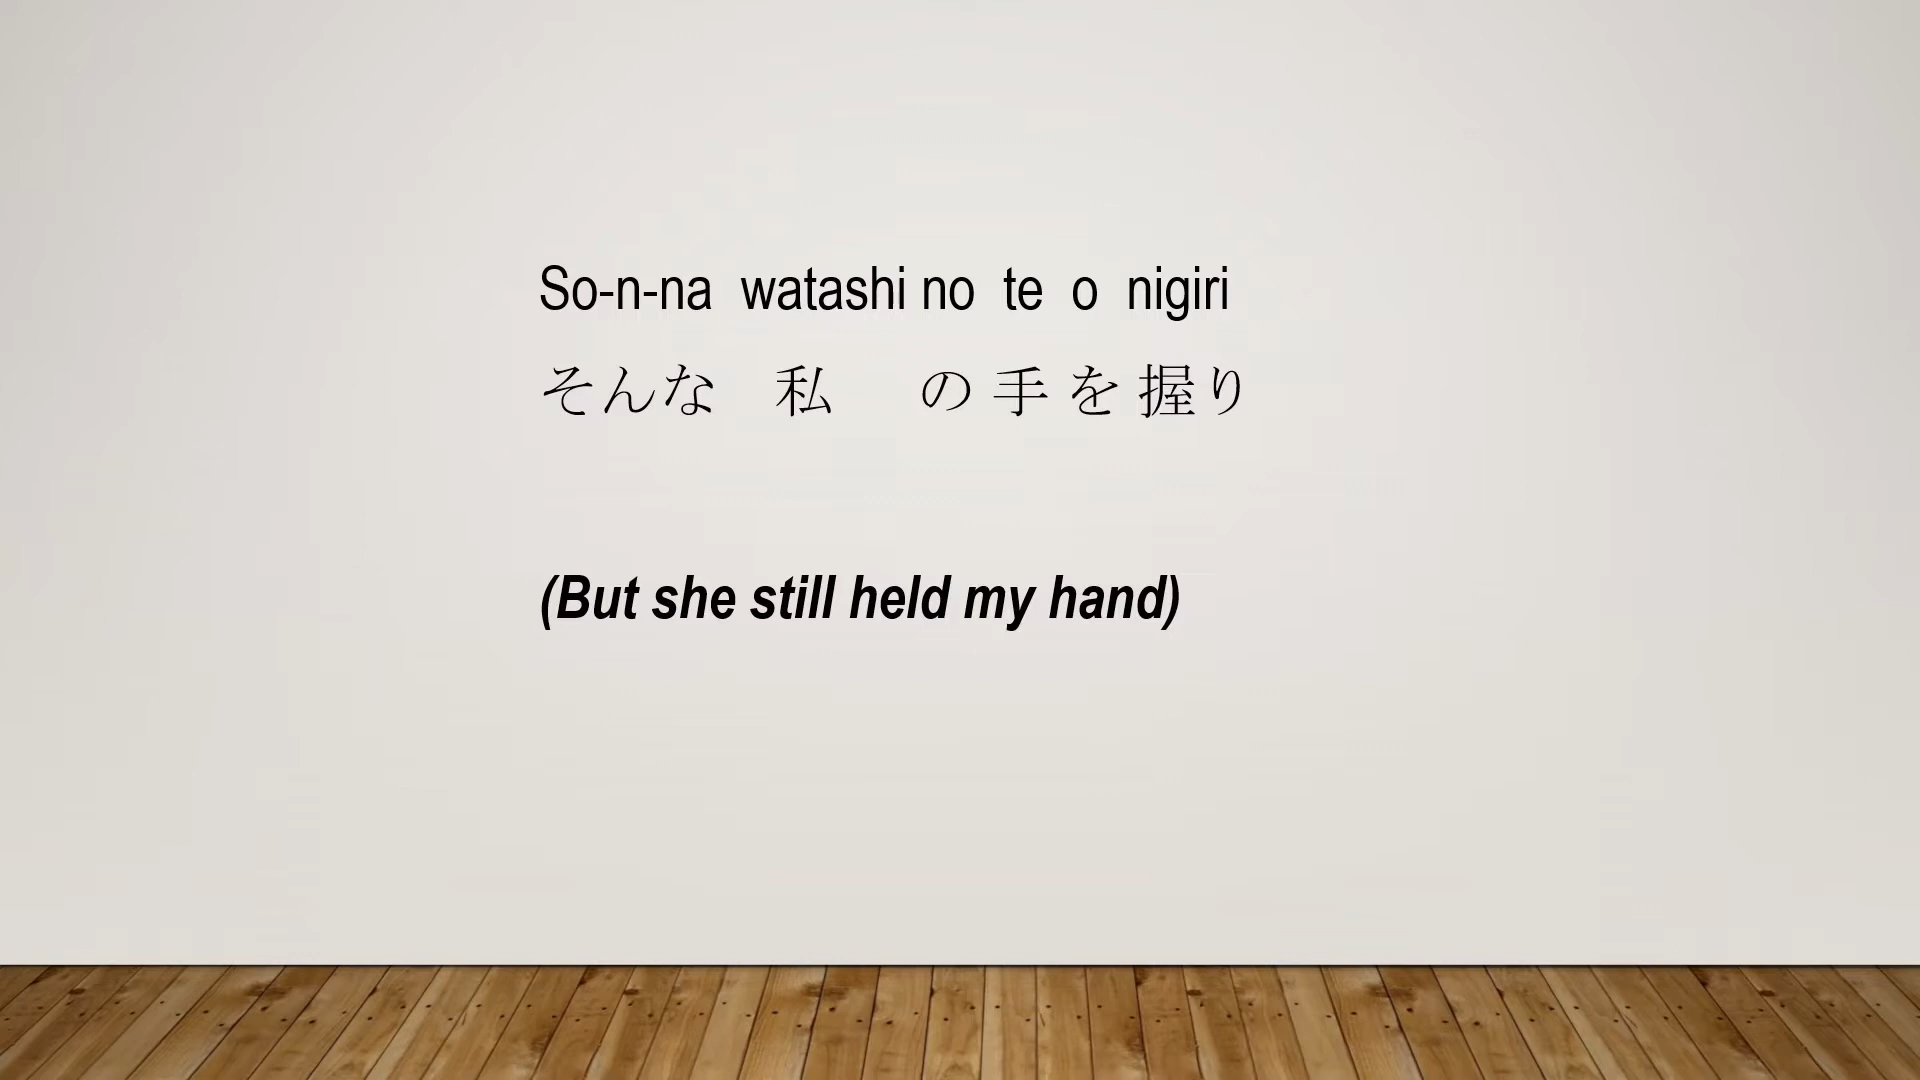 So-n-na watashi no te o nigiri
そんな 私 の 手 を 握り
(But she still held my hand)